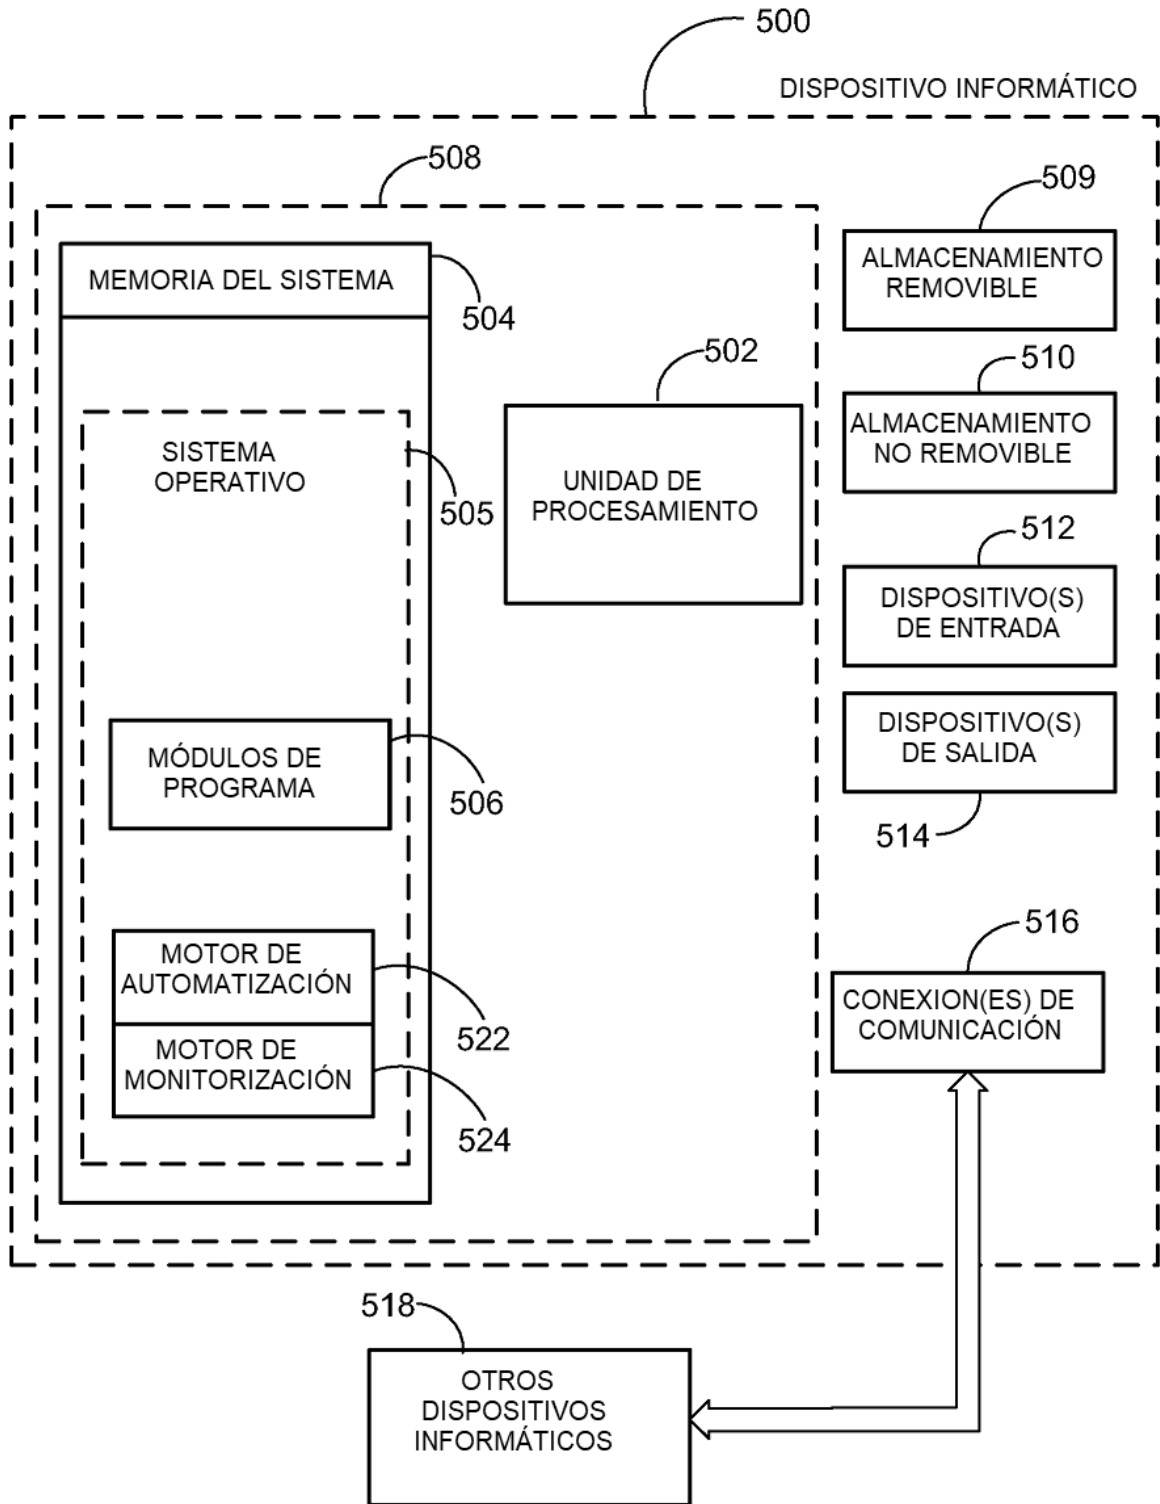 500
DISPOSITIVO INFORMÁTICO
508
509
MEMORIA DEL SISTEMA
504
ALMACENAMIENTO
REMOVIBLE
502
510
SISTEMA
OPERATIVO
505
UNIDAD DE
PROCESAMIENTO
ALMACENAMIENTO
NO REMOVIBLE
512
DISPOSITIVO(S)
DE ENTRADA
MÓDULOS DE
PROGRAMA
506
DISPOSITIVO(S)
DE SALIDA
514
516
MOTOR DE
AUTOMATIZACIÓN
522
CONEXION(ES) DE
COMUNICACIÓN
MOTOR DE
MONITORIZACIÓN
524
518
OTROS
DISPOSITIVOS
INFORMÁTICOS